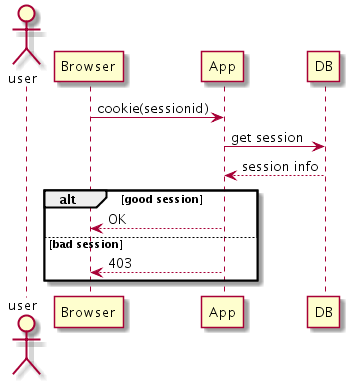 user
Browser
App
DB
cookie(sessionid)
get session
session info
alt [good session]
OK
[bad session]
403
user
Browser
App
DB